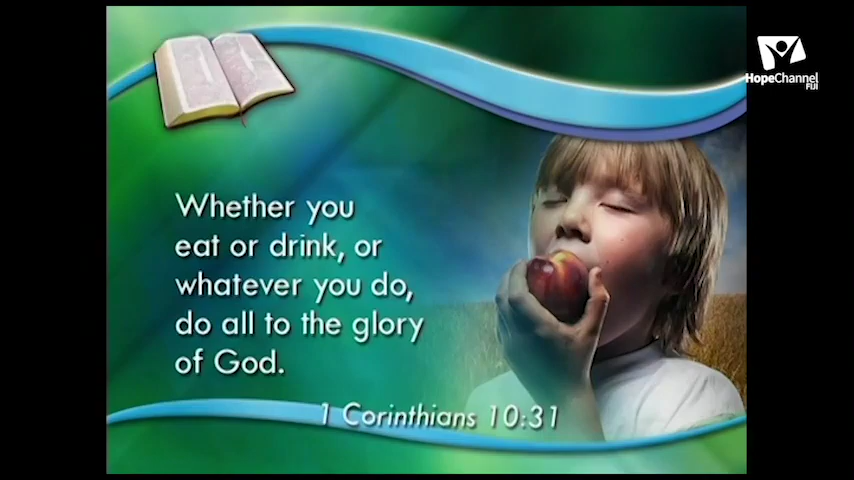 HopeChannel
FIJI
Whether you
eat or drink, or
whatever you do,
do all to the glory
of God.
1 Corinthians 10:31